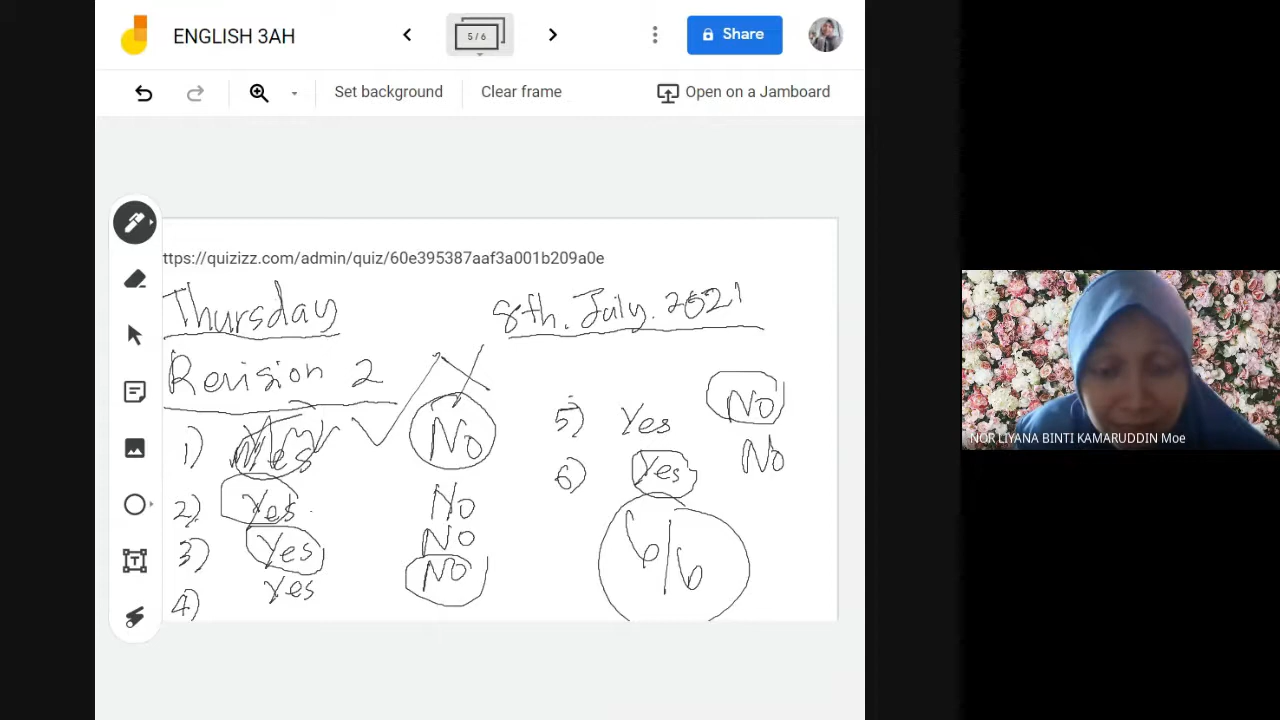 ENGLISH 3AH
5 / 6
Share
Set background
Clear frame
Open on a Jamboard
ttps://quizizz.com/admin/quiz/60e395387aaf3a001b209a0e
Thursday 8th. July. 2021
Revision 2
1) No
2) Yes No
3) Yes No
4) Yes No
5) Yes No
6) Yes No
6/6
NOR LIYANA BINTI KAMARUDDIN Moe